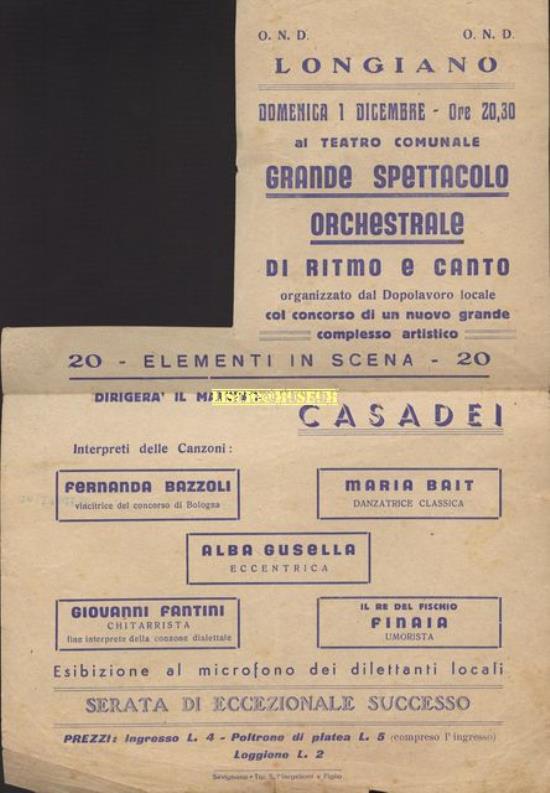 O. N. D. O. N. D.
LONGIANO
DOMENICA 1 DICEMBRE - Ore 20,30
al TEATRO COMUNALE
GRANDE SPETTACOLO
ORCHESTRALE
DI RITMO e CANTO
organizzato dal Dopolavoro locale
col concorso di un nuovo grande
complesso artistico
20 - ELEMENTI IN SCENA - 20
DIRIGERA' IL
CASADEI
Interpreti delle Canzoni:
FERNANDA BAZZOLI
vincitrice del concorso di Bologna
MARIA BAIT
DANZATRICE CLASSICA
ALBA GUSELLA
ECCENTRICA
GIOVANNI FANTINI
CHITARRISTA
fine interprete della canzone dialettale
IL RE DEL FISCHIO
FINAIA
UMORISTA
Esibizione al microfono dei dilettanti locali
SERATA DI ECCEZIONALE SUCCESSO
PREZZI: Ingresso L. 4 - Poltrone di platea L. 5 (compreso l'ingresso)
Loggione L. 2
Savignano - Tip. S. Margelloni e Figlio